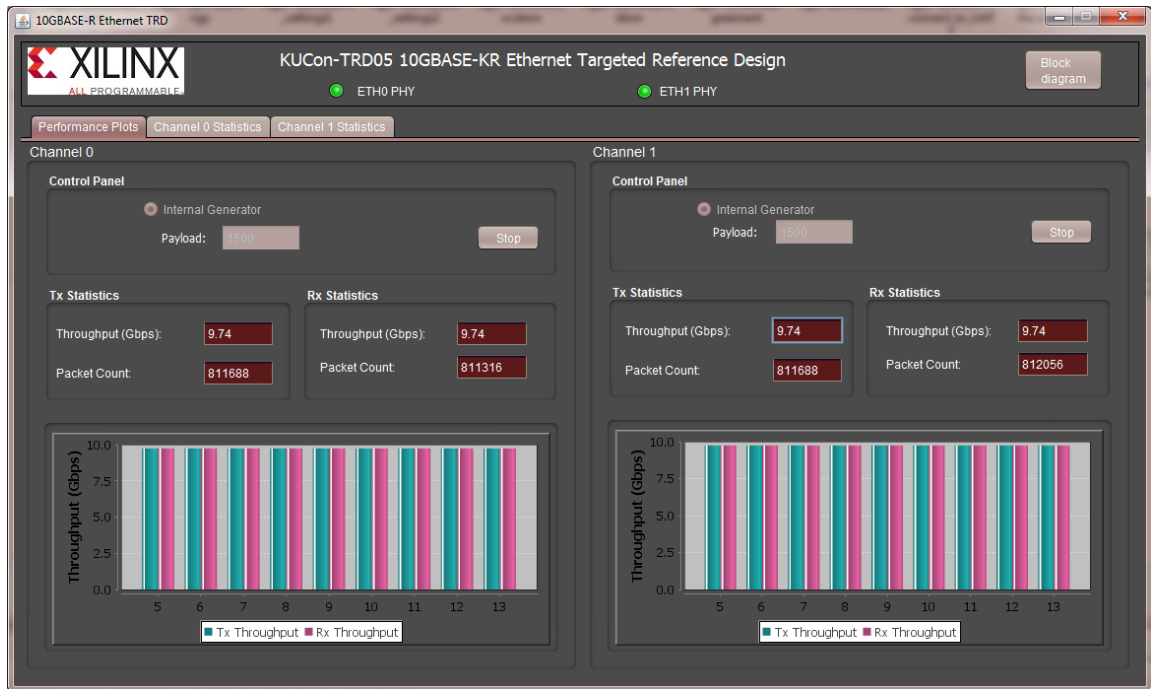 10GBASE-R Ethernet TRD
XILINX
ALL PROGRAMMABLE
KUCon-TRD05 10GBASE-KR Ethernet Targeted Reference Design
ETH0 PHY
ETH1 PHY
Block
diagram
Performance Plots
Channel 0 Statistics
Channel 1 Statistics
Channel 0
Control Panel
Internal Generator
Payload:
1500
Stop
Tx Statistics
Rx Statistics
Throughput (Gbps):
9.74
Throughput (Gbps):
9.74
Packet Count:
811688
Packet Count:
811316
Throughput (Gbps)
10.0
7.5
5.0
2.5
0.0
5 6 7 8 9 10 11 12 13
Tx Throughput Rx Throughput
Channel 1
Control Panel
Internal Generator
Payload:
1500
Stop
Tx Statistics
Rx Statistics
Throughput (Gbps):
9.74
Throughput (Gbps):
9.74
Packet Count:
811688
Packet Count:
812056
Throughput (Gbps)
10.0
7.5
5.0
2.5
0.0
5 6 7 8 9 10 11 12 13
Tx Throughput Rx Throughput